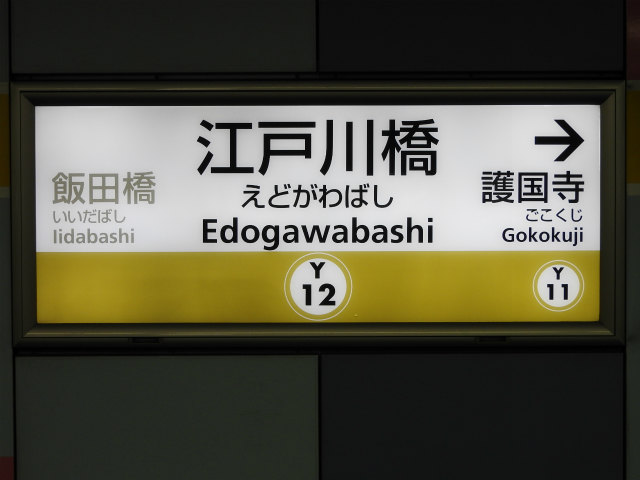 飯田橋
いいだばし
Iidabashi
江戸川橋
えどがわばし
Edogawabashi
Y
12
→
護国寺
ごこくじ
Gokokuji
Y
11